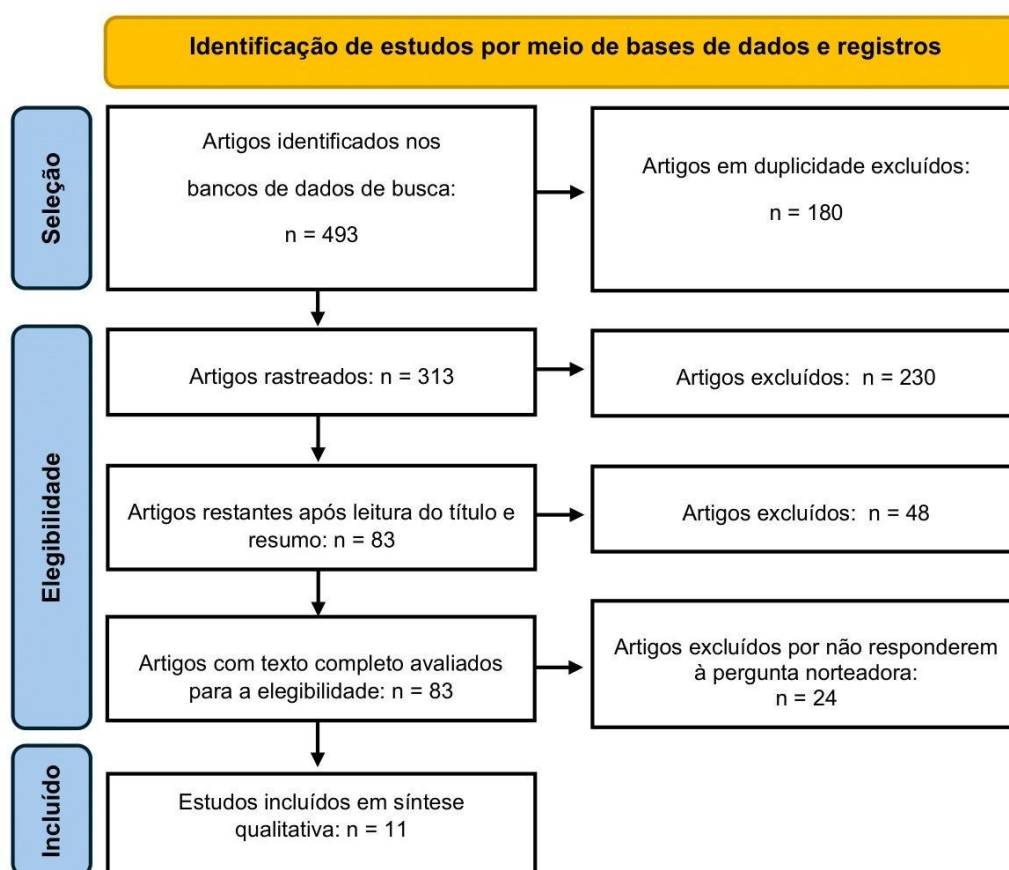 Identificação de estudos por meio de bases de dados e registros
Seleção
Artigos identificados nos
bancos de dados de busca:
n = 493
Artigos em duplicidade excluídos:
n = 180
Elegibilidade
Artigos rastreados: n = 313
Artigos excluídos: n = 230
Artigos restantes após leitura do título e
resumo: n = 83
Artigos excluídos: n = 48
Artigos com texto completo avaliados
para a elegibilidade: n = 83
Artigos excluídos por não responderem
à pergunta norteadora:
n = 24
Incluído
Estudos incluídos em síntese
qualitativa: n = 11